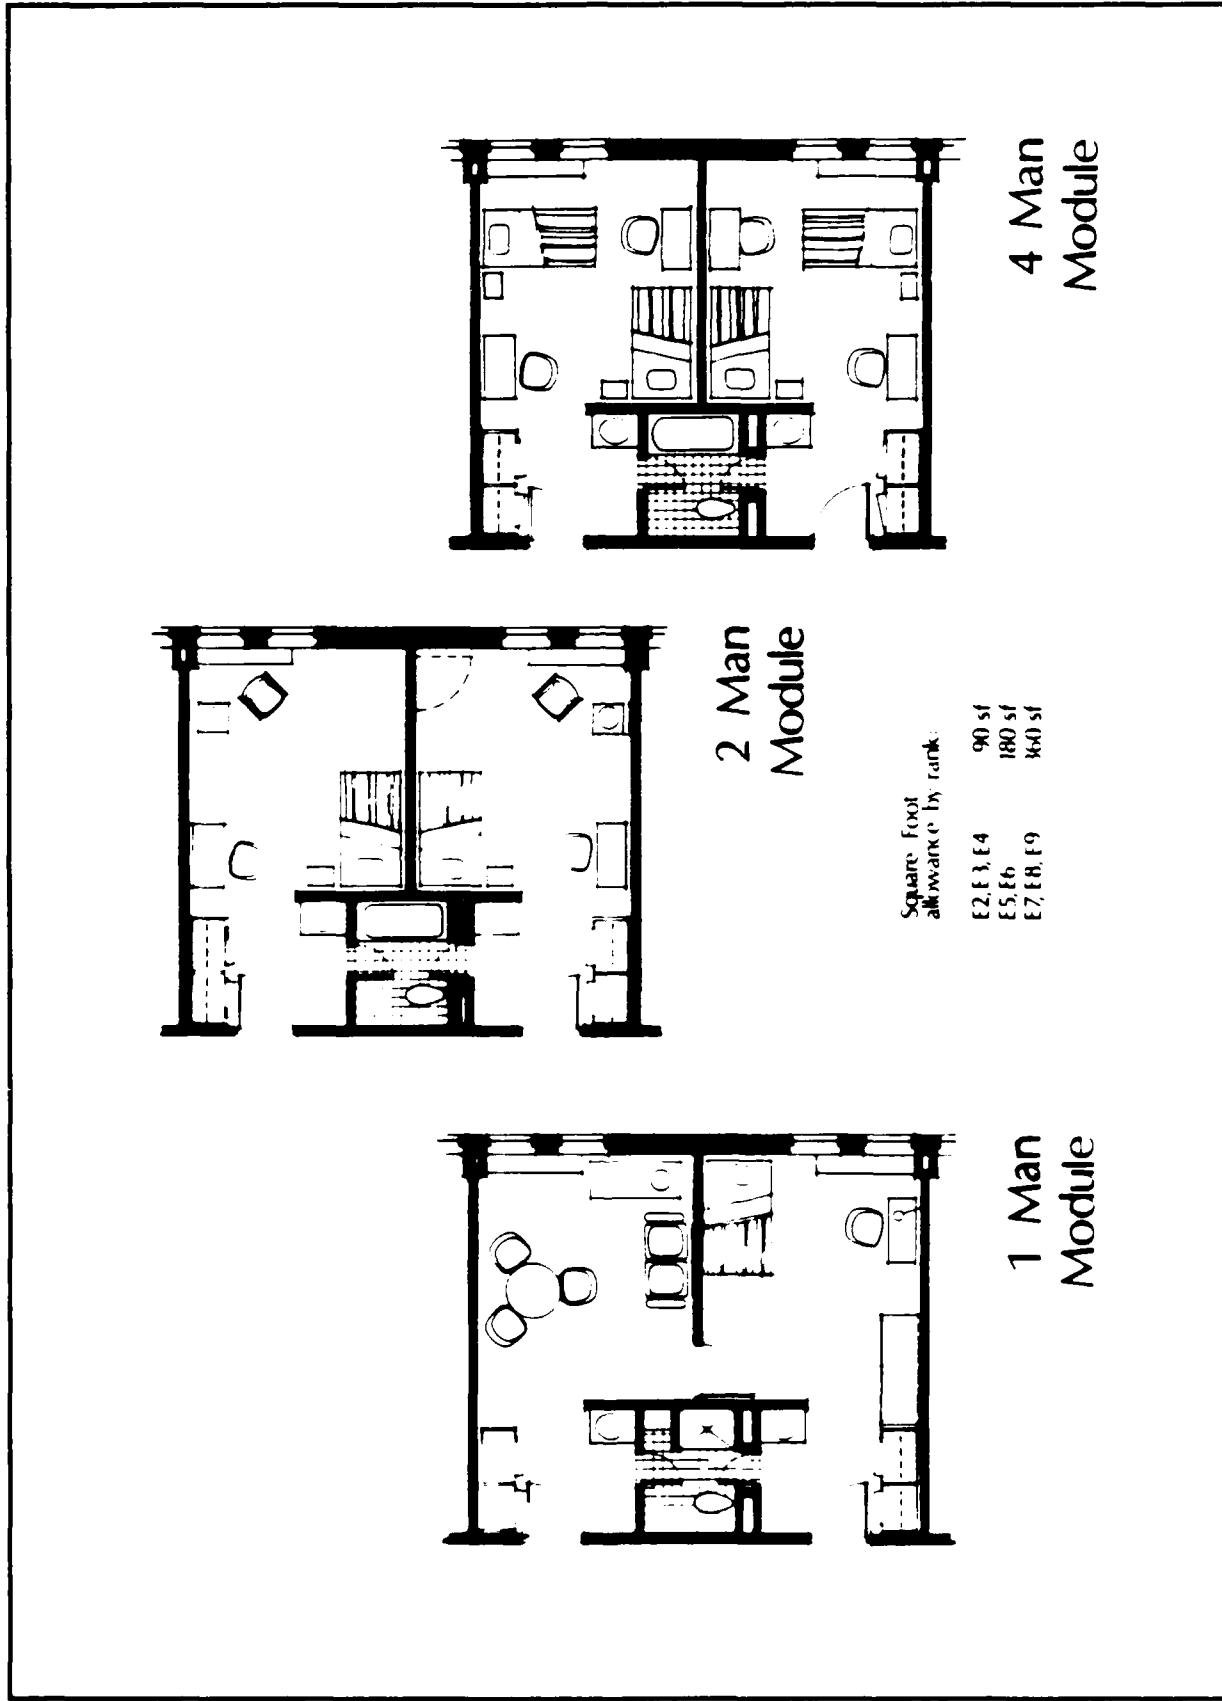 1 Man
Module
2 Man
Module
4 Man
Module
Square Foot
allowance by rank:
E2, E3, E4 90 sf
E5, E6 180 sf
E7, E8, E9 360 sf